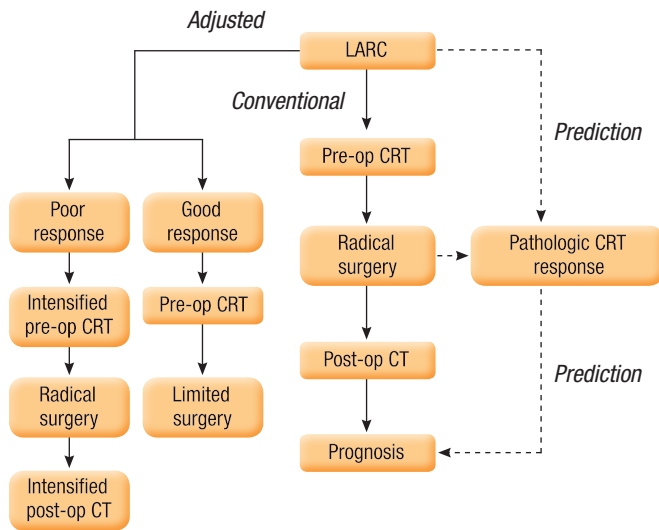 Adjusted
LARC
Conventional
Prediction
Pre-op CRT
Poor
response
Good
response
Radical
surgery
Pathologic CRT
response
Intensified
pre-op CRT
Pre-op CRT
Post-op CT
Prediction
Radical
surgery
Limited
surgery
Prognosis
Intensified
post-op CT